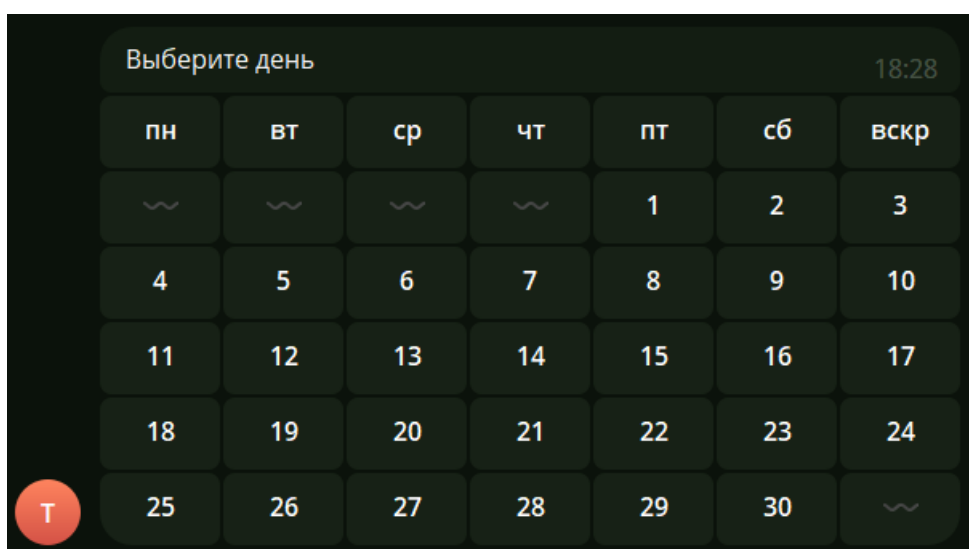 Выберите день
18:28
пн вт ср чт пт сб вскр
1 2 3
4 5 6 7 8 9 10
11 12 13 14 15 16 17
18 19 20 21 22 23 24
T 25 26 27 28 29 30